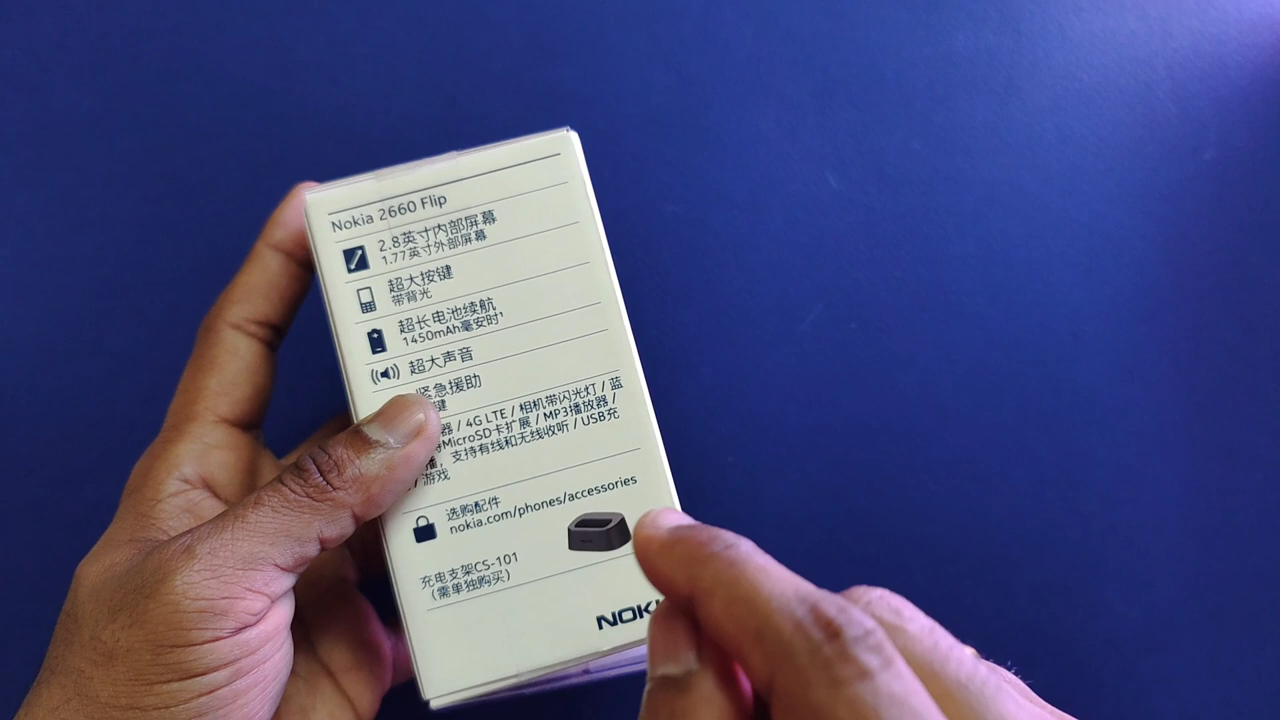 Nokia 2660 Flip
2.8英寸内部屏幕
1.77英寸外部屏幕
超大按键
带背光
超长电池续航
1450mAh毫安时¹
超大声音
紧急援助
键
器 / 4G LTE / 相机带闪光灯 / 蓝
MicroSD卡扩展 / MP3播放器 /
播，支持有线和无线收听 / USB充
/ 游戏
选购配件
nokia.com/phones/accessories
充电支架CS-101
（需单独购买）